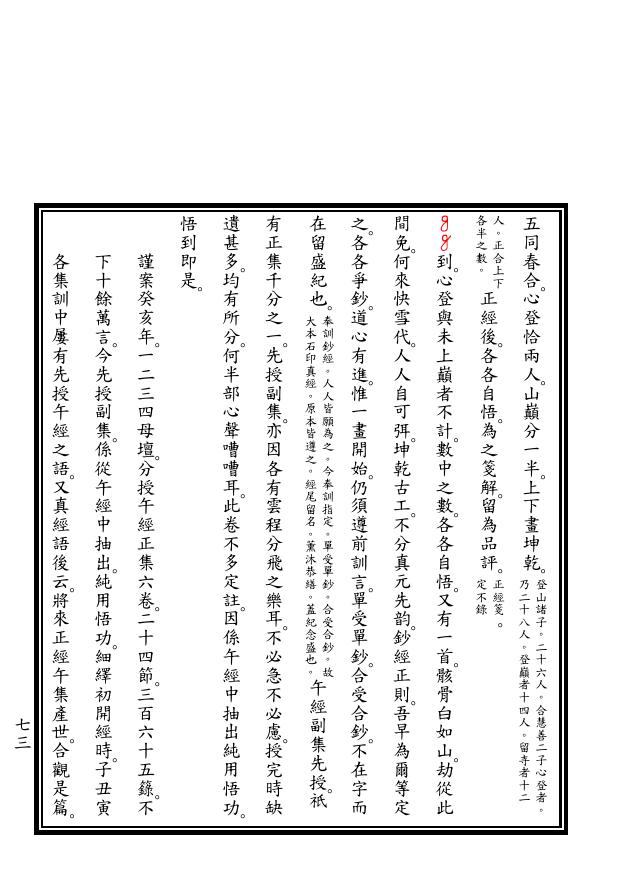 五同春合。心登恰兩人。山巔分一半。上下畫坤乾。登山諸子。二十六人。合慧善二子心登者。乃二十八人。登巔者十四人。留寺者十二
人。正合上下各半之數。正經後。各各自悟。為之箋解。留為品評。正經箋。定不錄
到。心登與未上巔者不計。數中之數。各各自悟。又有一首。骸骨白如山。劫從此
間免。何來快雪代。人人自可弭。坤乾古工。不分真元先韵。鈔經正則。吾早為爾等定
之。各各爭鈔。道心有進。惟一畫開始。仍須遵前訓言。單受單鈔。合受合鈔。不在字而
在留盛紀也。奉訓鈔經。人人皆願為之。今奉訓指定。單受單鈔。合受合鈔。故大本石印真經。原本皆遵之。經尾留名。薰沐恭繕。蓋紀念盛也。午經副集先授。祇
有正集千分之一。先授副集。亦因各有雲程分飛之樂耳。不必急不必慮。授完時缺
遺甚多。均有所分。何半部心聲嘈嘈耳。此卷不多定註。因係午經中抽出純用悟功。
悟到即是。
謹案癸亥年。一二三四母壇。分授午經正集六卷。二十四節。三百六十五籙。不
下十餘萬言。今先授副集。係從午經中抽出。純用悟功。細繹初開經時。子丑寅
各集訓中屢有先授午經之語。又真經語後云。將來正經午集產世。合觀是篇。
七三